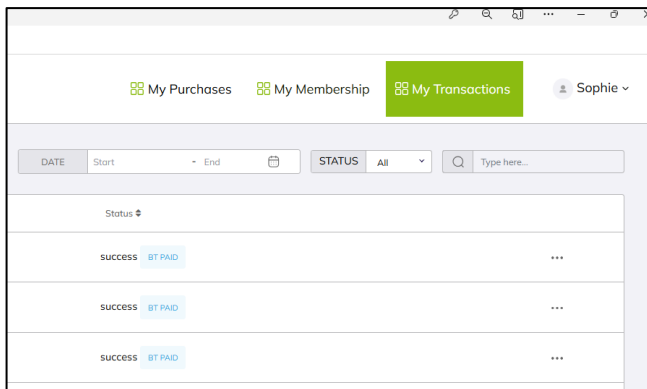 My Purchases My Membership My Transactions Sophie
DATE Start - End STATUS All Type here...
Status
success BT PAID
success BT PAID
success BT PAID